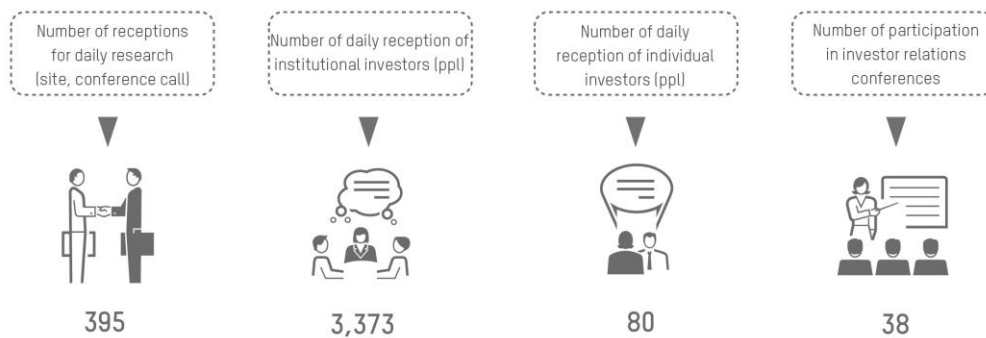 Number of receptions
for daily research
(site, conference call)
Number of daily reception of
institutional investors (ppl)
Number of daily
reception of individual
investors (ppl)
Number of participation
in investor relations
conferences
395
3,373
80
38